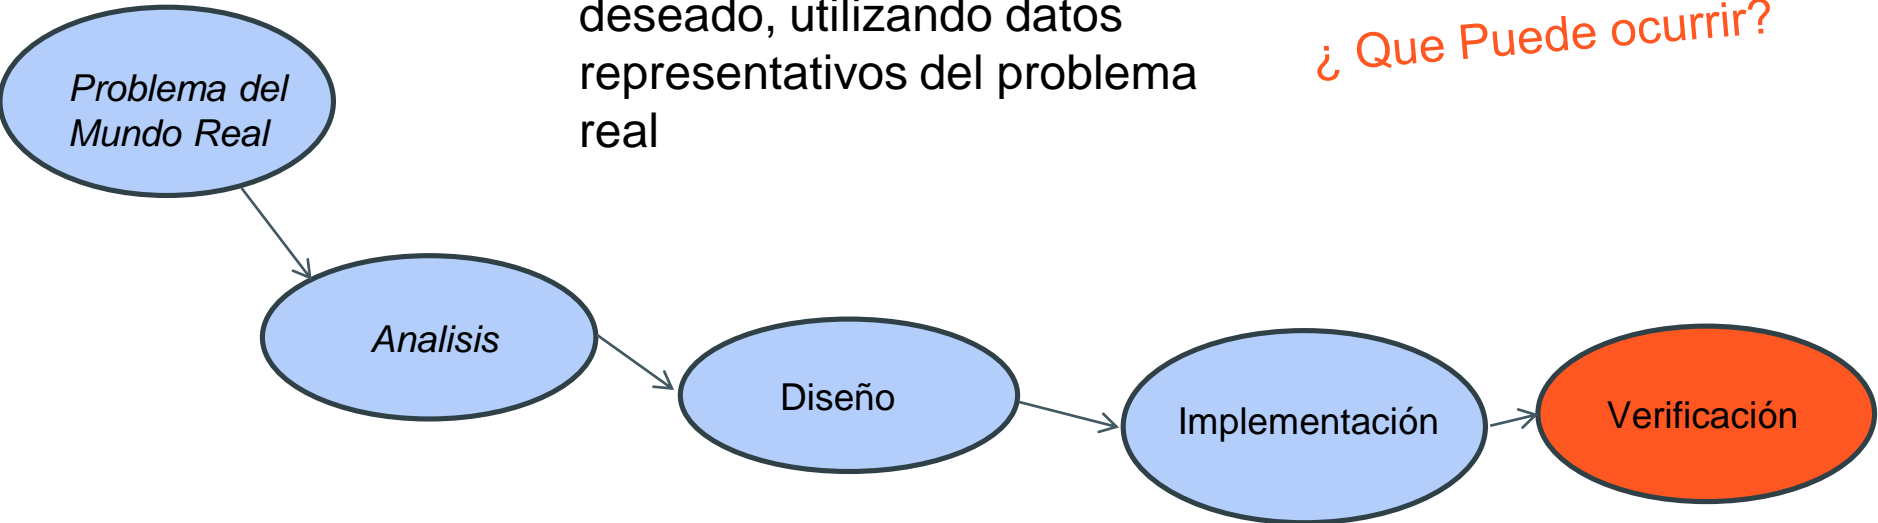 deseado, utilizando datos
representativos del problema
real
¿ Que Puede ocurrir?
Problema del
Mundo Real
Analisis
Diseño
Implementación
Verificación